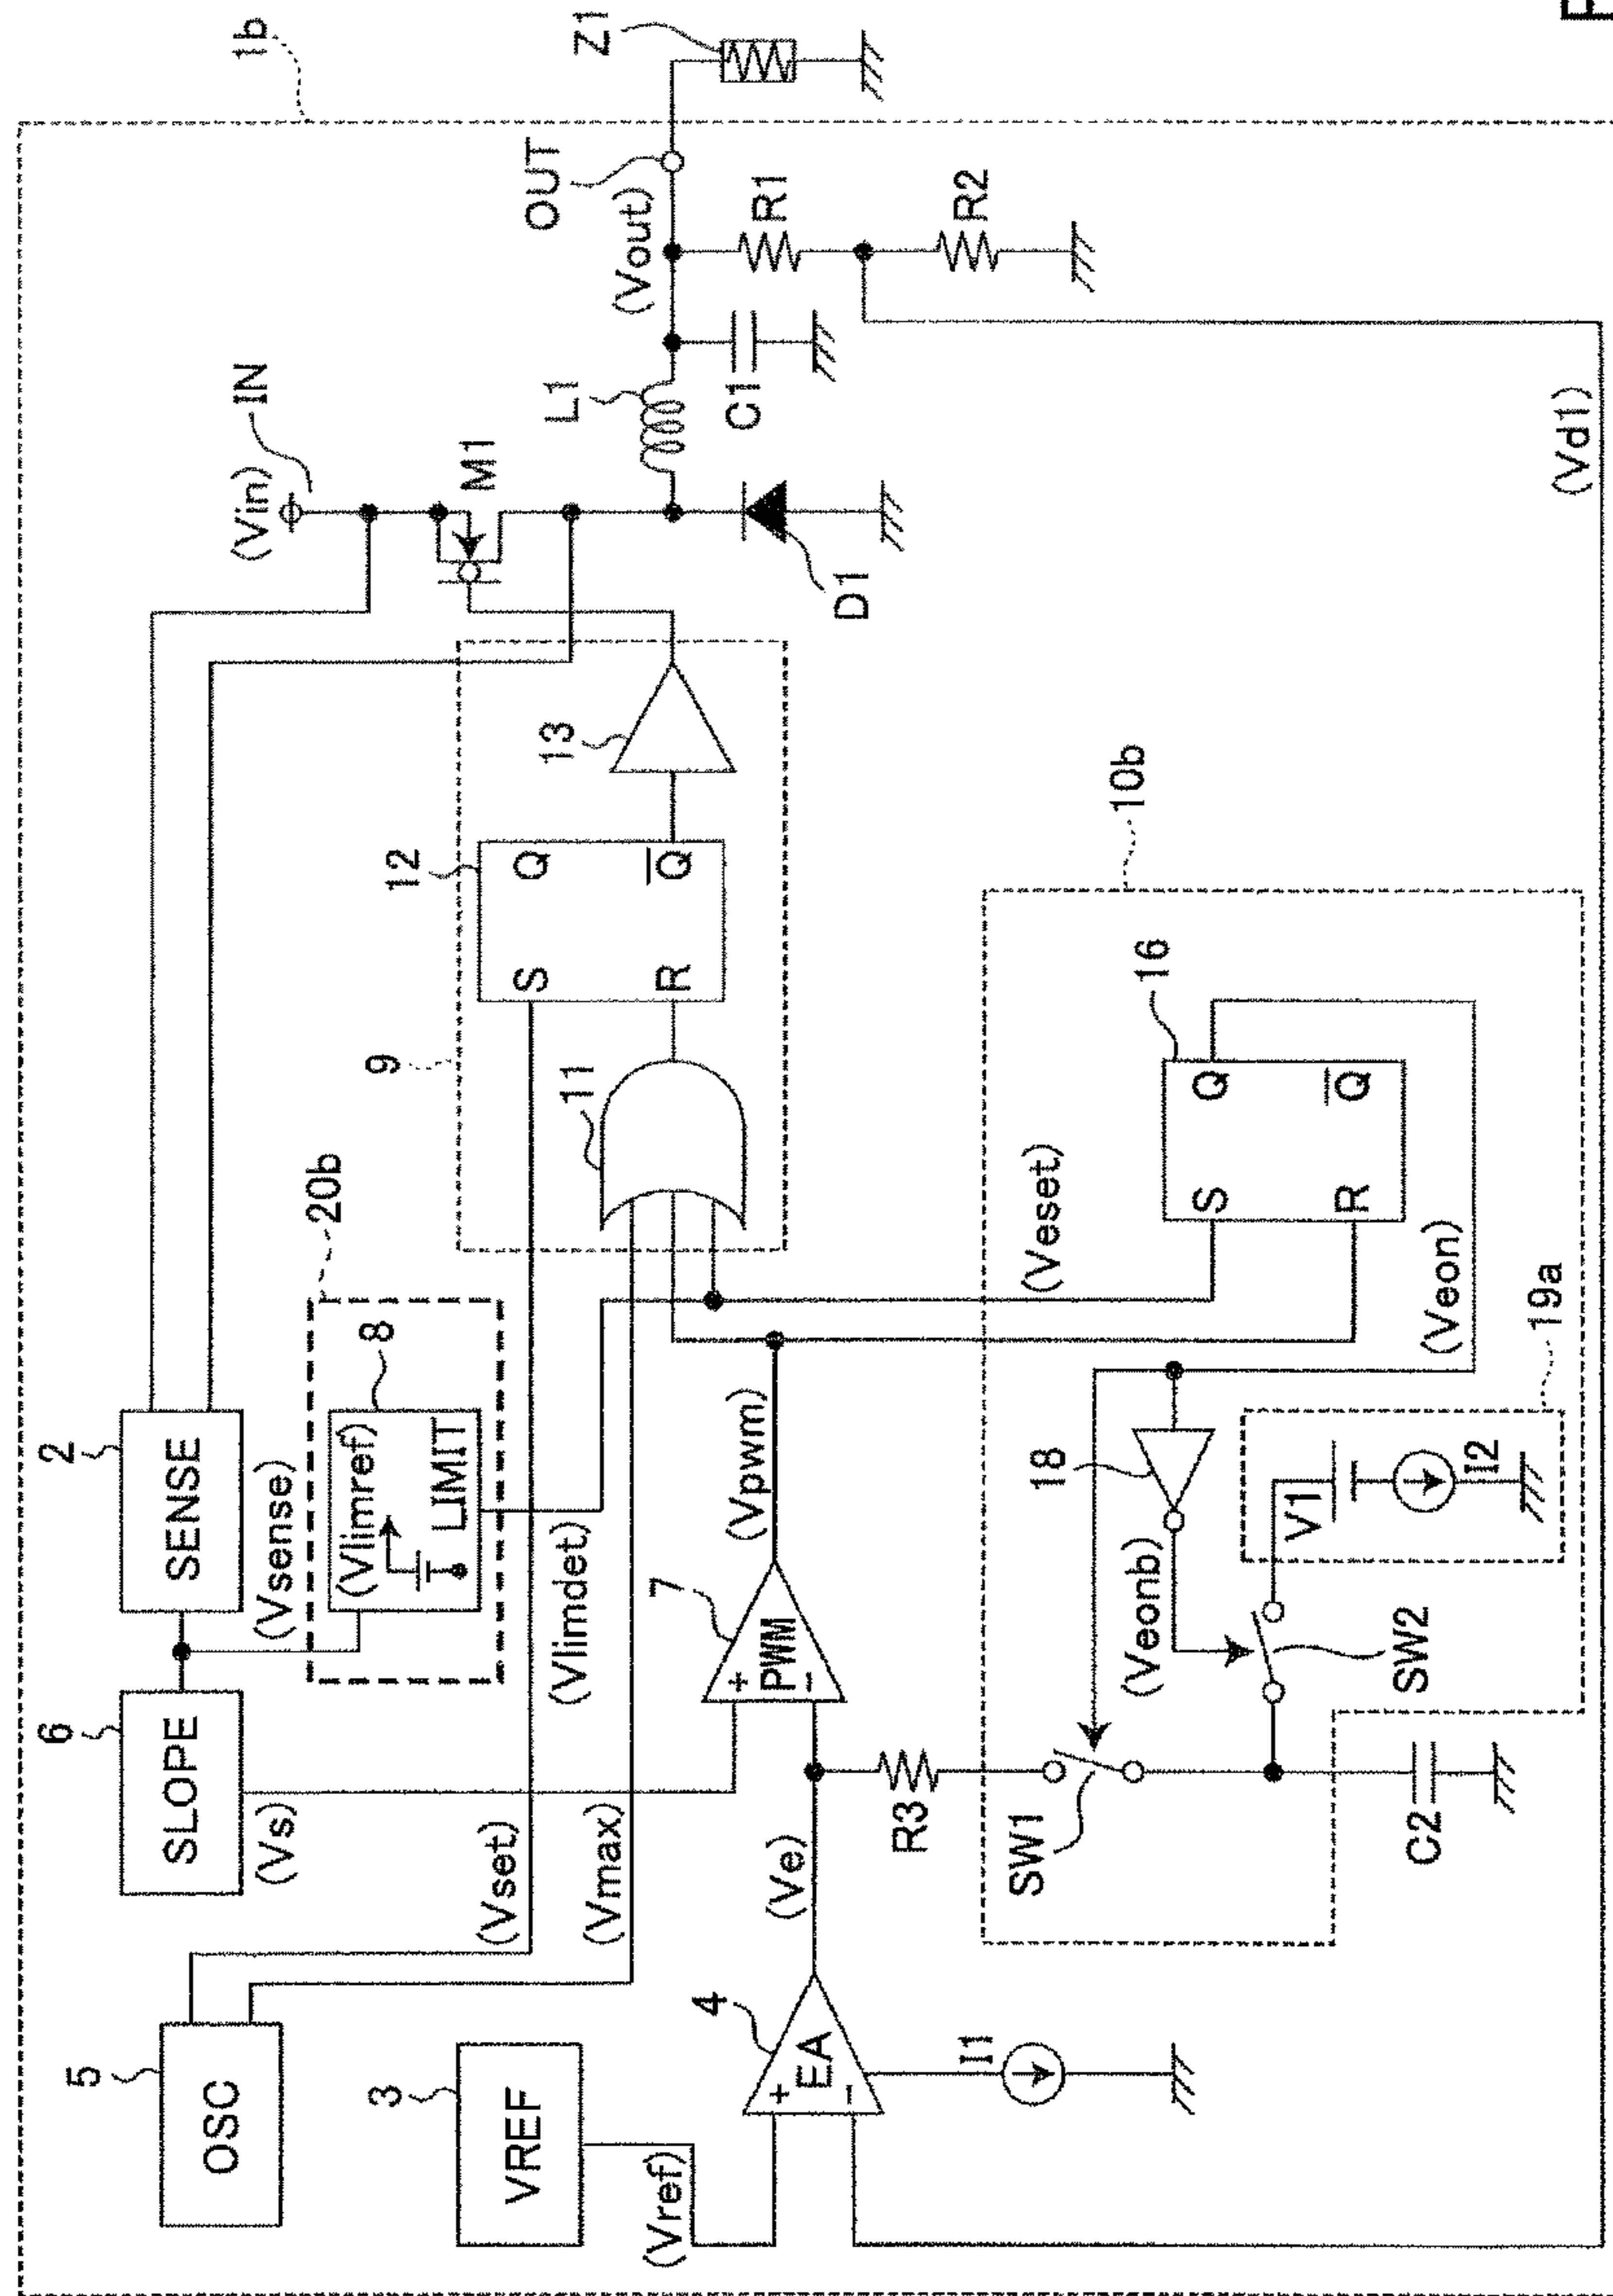 1b
Z1
OUT
(Vout)
R1
R2
IN
(Vin)
M1
L1
C1
D1
(Vd1)
2
SENSE
(Vsense)
20b
8
(Vlimref)
LIMIT
(Vlimdet)
9
11
12
S
Q
R
Q
13
6
SLOPE
(Vs)
5
OSC
(Vset)
(Vmax)
3
VREF
(Vref)
4
+
EA
-
I1
(Ve)
7
+
PWM
-
(Vpwm)
R3
SW1
C2
10b
(Veset)
16
S
Q
R
Q
(Veon)
18
(Veonb)
SW2
19a
V1
I2